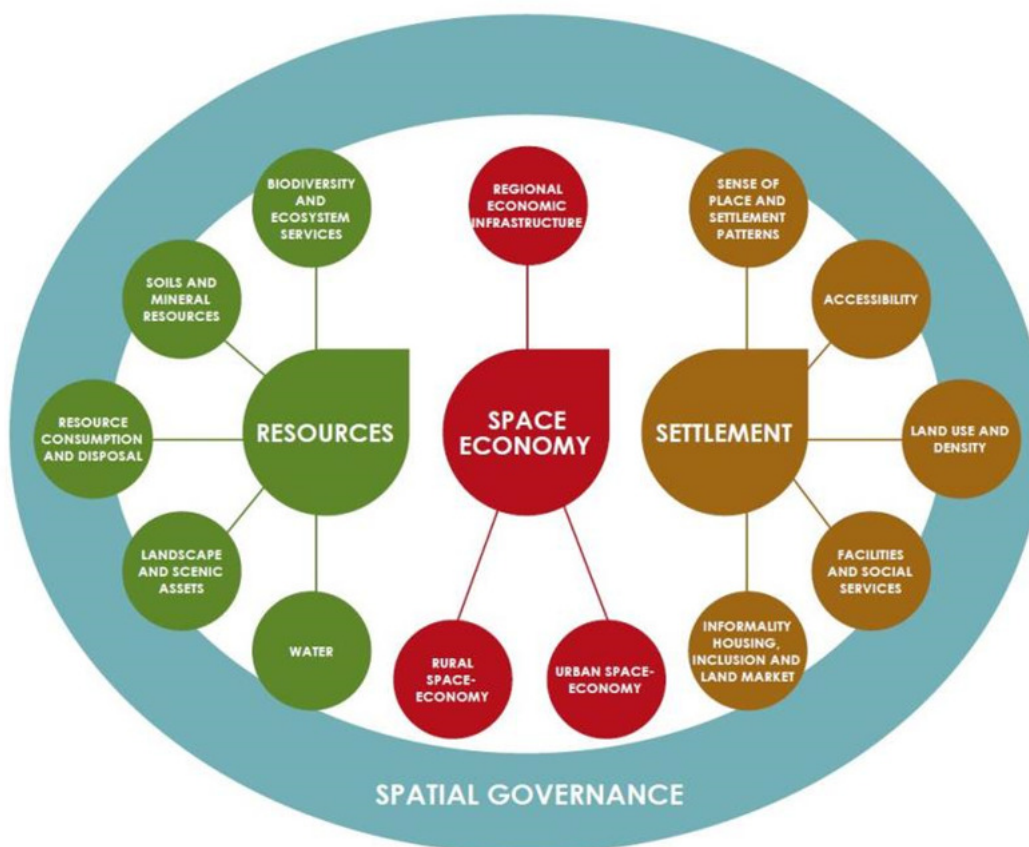 BIODIVERSITY
AND
ECOSYSTEM
SERVICES
SOILS AND
MINERAL
RESOURCES
RESOURCE
CONSUMPTION
AND DISPOSAL
LANDSCAPE
AND SCENIC
ASSETS
WATER
RESOURCES
REGIONAL
ECONOMIC
INFRASTRUCTURE
SPACE
ECONOMY
RURAL
SPACE-
ECONOMY
URBAN SPACE-
ECONOMY
SENSE OF
PLACE AND
SETTLEMENT
PATTERNS
ACCESSIBILITY
SETTLEMENT
LAND USE AND
DENSITY
FACILITIES
AND SOCIAL
SERVICES
INFORMALITY
HOUSING,
INCLUSION AND
LAND MARKET
SPATIAL GOVERNANCE